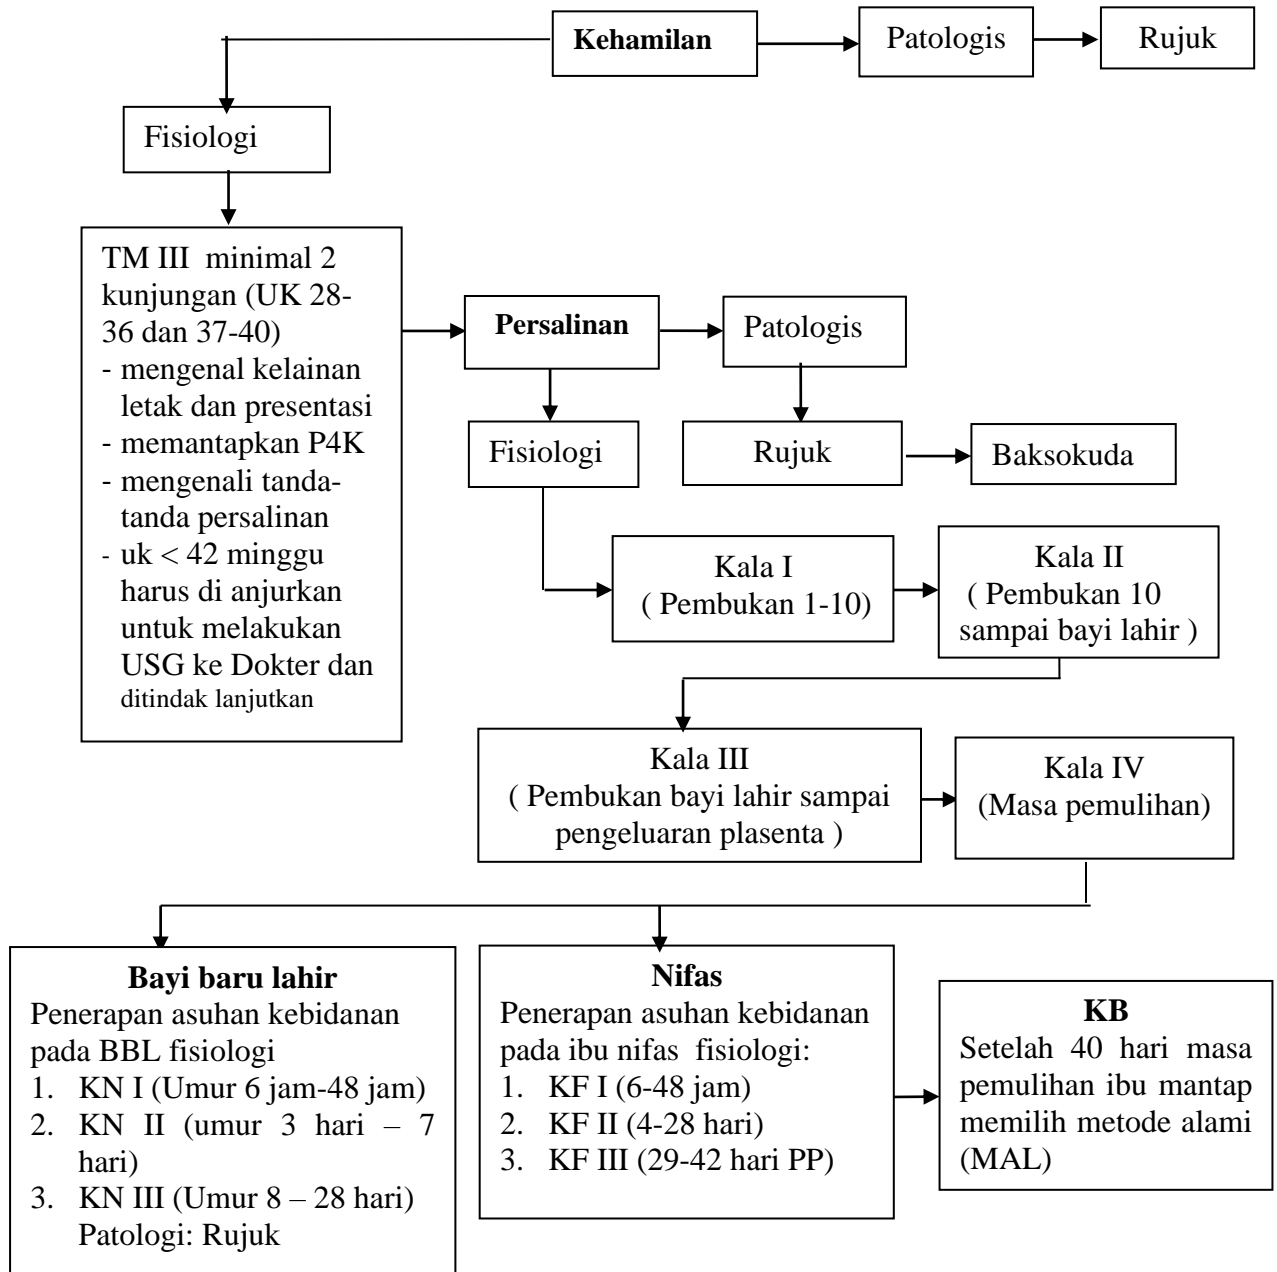 Kehamilan
Patologis
Rujuk
Fisiologi
TM III minimal 2
kunjungan (UK 28-
36 dan 37-40)
- mengenal kelainan
letak dan presentasi
- memantapkan P4K
- mengenali tanda-
tanda persalinan
- uk < 42 minggu
harus di anjurkan
untuk melakukan
USG ke Dokter dan
ditindak lanjutkan
Persalinan
Patologis
Fisiologi
Rujuk
Baksokuda
Kala I
( Pembukan 1-10)
Kala II
( Pembukan 10
sampai bayi lahir )
Kala III
( Pembukan bayi lahir sampai
pengeluaran plasenta )
Kala IV
(Masa pemulihan)
Bayi baru lahir
Penerapan asuhan kebidanan
pada BBL fisiologi
1. KN I (Umur 6 jam-48 jam)
2. KN II (umur 3 hari – 7
hari)
3. KN III (Umur 8 – 28 hari)
Patologi: Rujuk
Nifas
Penerapan asuhan kebidanan
pada ibu nifas fisiologi:
1. KF I (6-48 jam)
2. KF II (4-28 hari)
3. KF III (29-42 hari PP)
KB
Setelah 40 hari masa
pemulihan ibu mantap
memilih metode alami
(MAL)